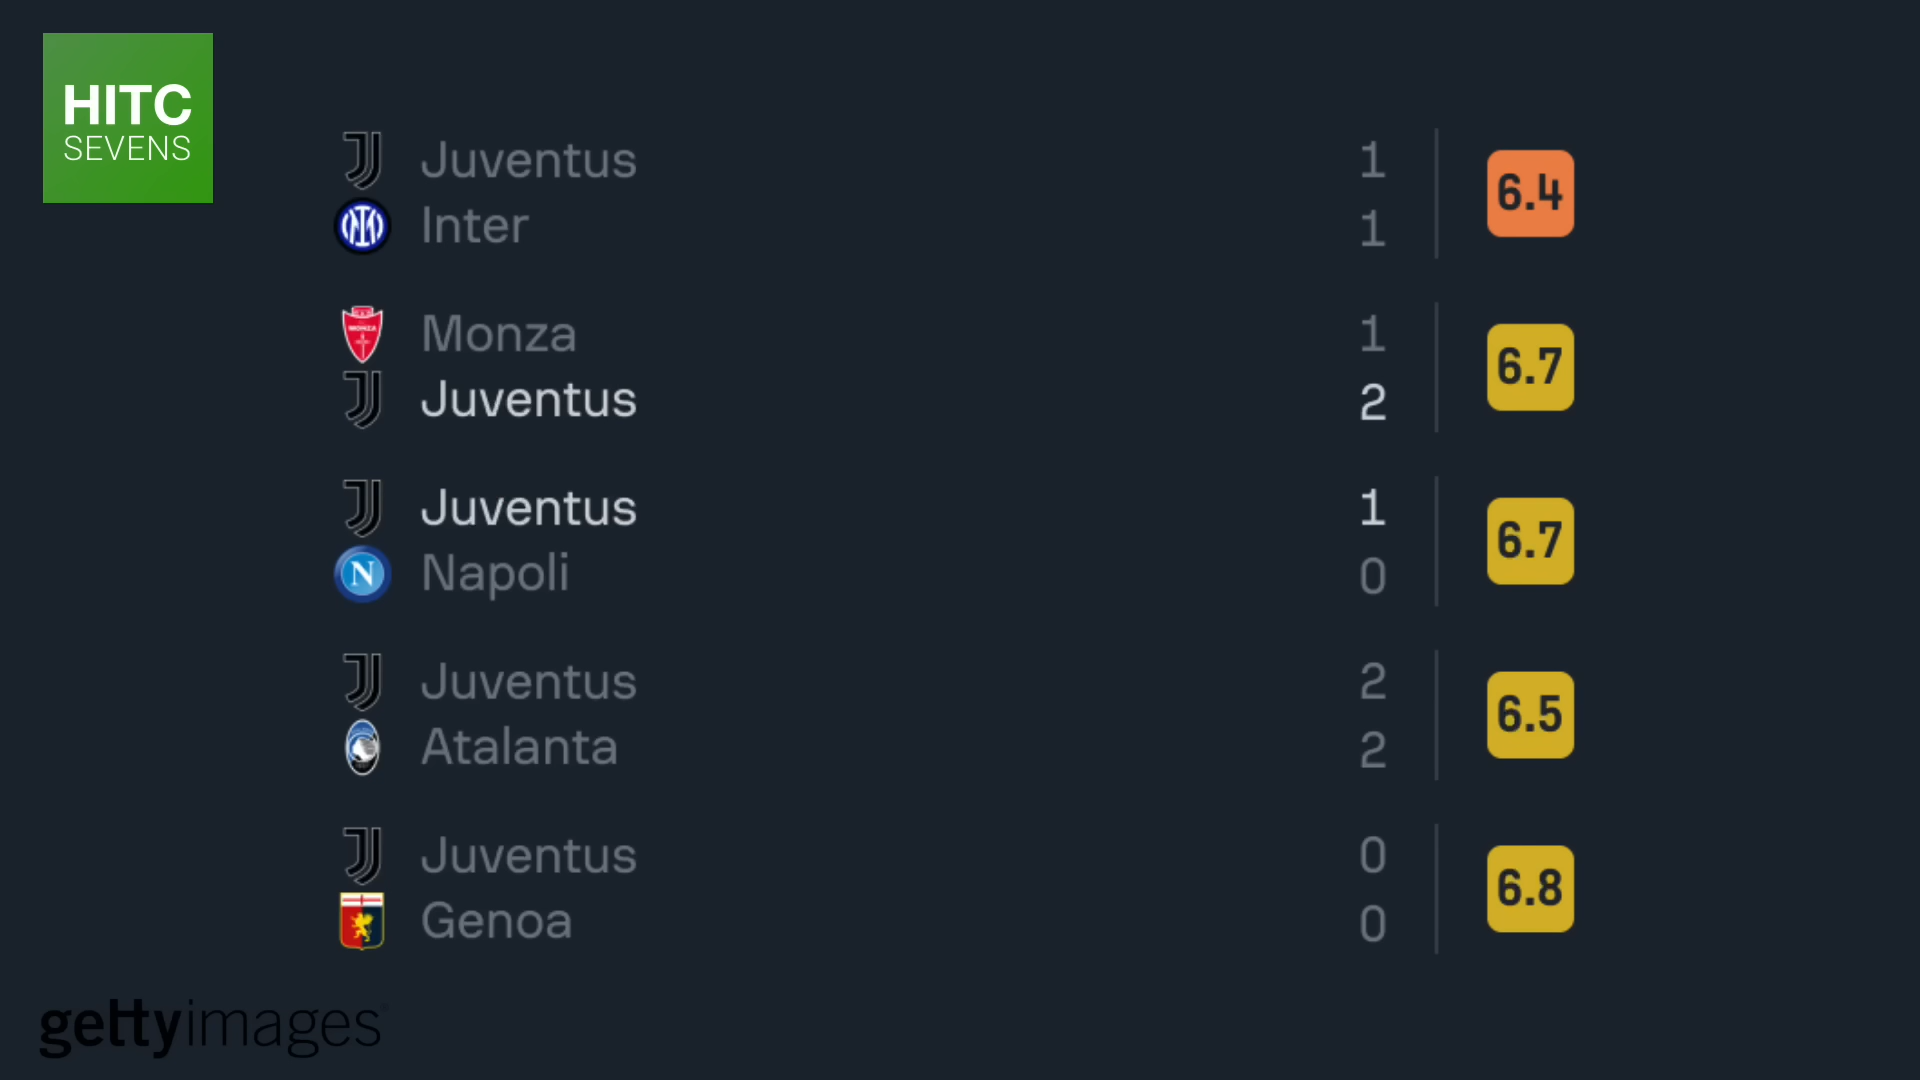 HITC
SEVENS
Juventus 1
Inter 1
6.4
MONZA
Monza 1
Juventus 2
6.7
Juventus 1
N
Napoli 0
6.7
Juventus 2
Atalanta 2
6.5
Juventus 0
Genoa 0
6.8
gettyimages